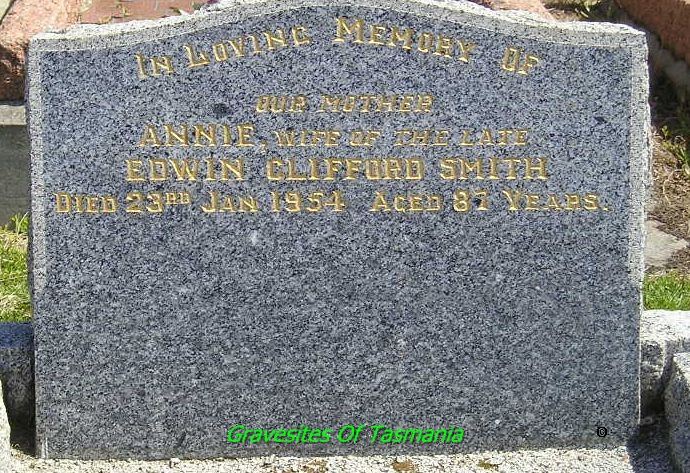 In Loving Memory Of
OUR MOTHER
ANNIE, WIFE OF THE LATE
EDWIN CLIFFORD SMITH
Died 23RD Jan 1954 Aged 87 Years.
Gravesites Of Tasmania ©